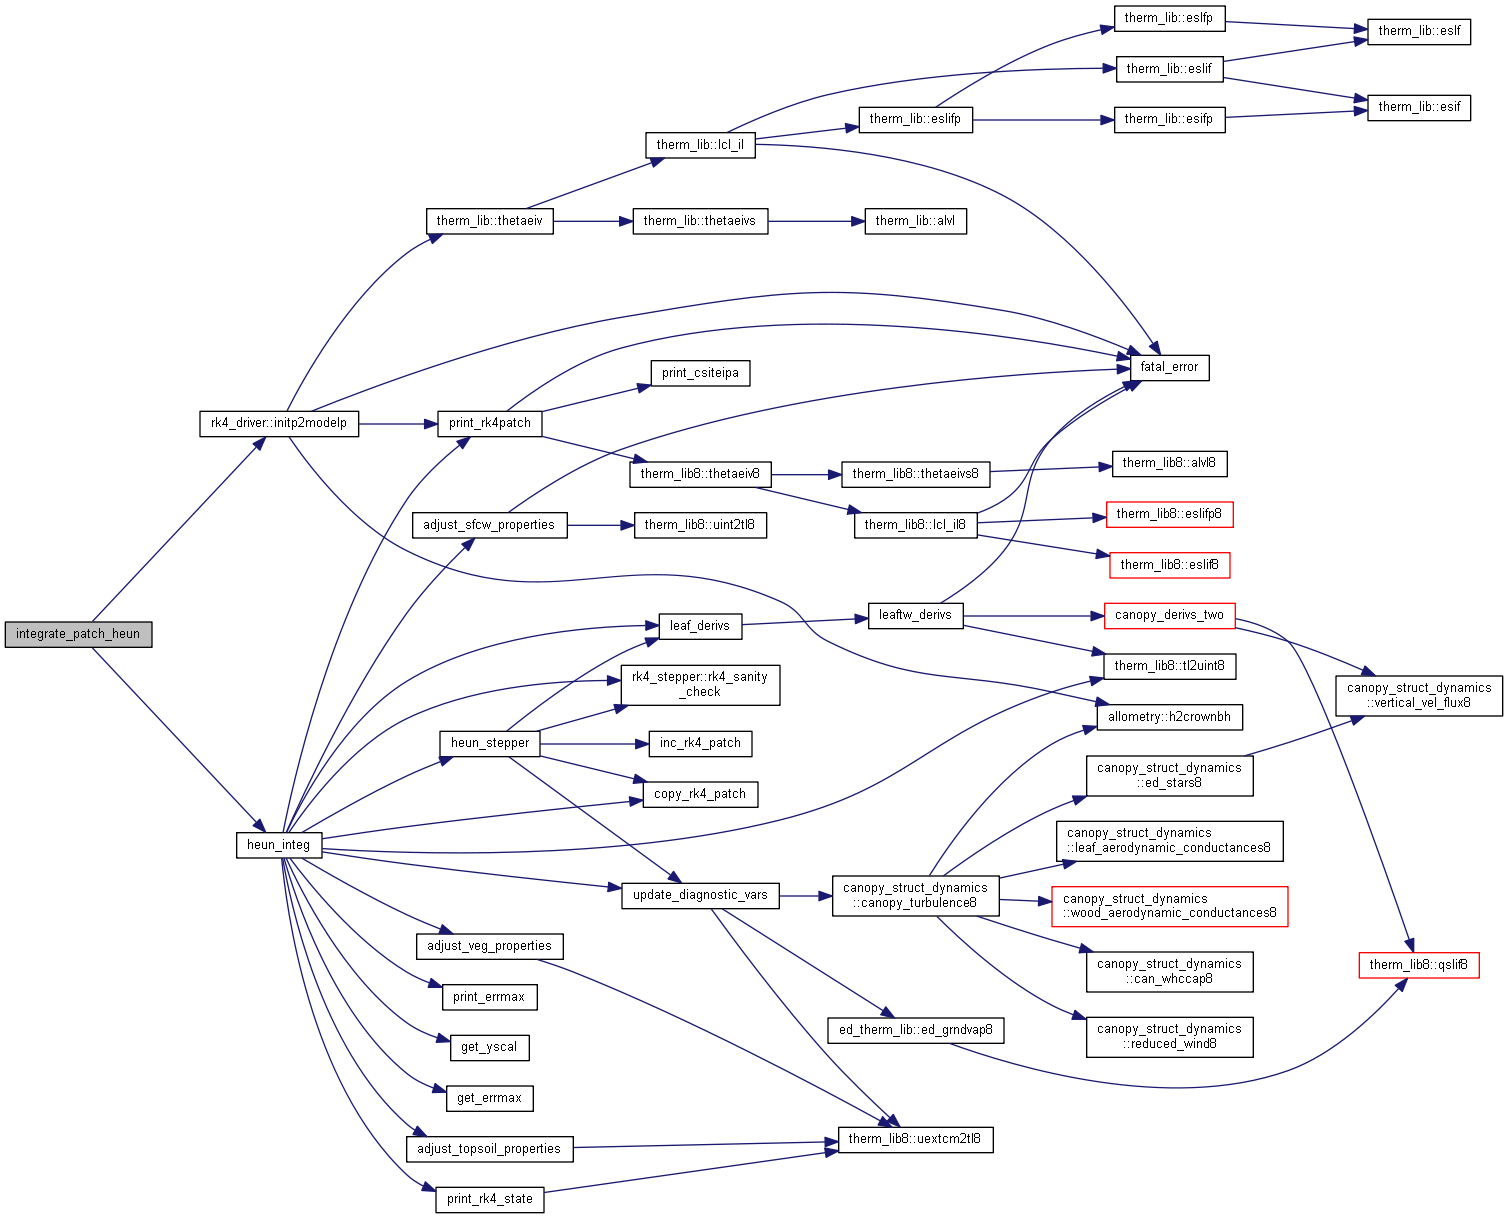 therm_lib::eslfp
therm_lib::eslf
therm_lib::eslif
therm_lib::esif
therm_lib::eslifp
therm_lib::esifp
therm_lib::lcl_il
therm_lib::thetaeiv
therm_lib::thetaeivs
therm_lib::alvl
fatal_error
print_csiteipa
rk4_driver::initp2modelp
print_rk4patch
therm_lib8::thetaeiv8
therm_lib8::thetaeivs8
therm_lib8::alvl8
adjust_sfcw_properties
therm_lib8::uint2tl8
therm_lib8::lcl_il8
therm_lib8::eslifp8
therm_lib8::eslif8
integrate_patch_heun
leaf_derivs
leaftw_derivs
canopy_derivs_two
therm_lib8::tl2uint8
rk4_stepper::rk4_sanity
_check
canopy_struct_dynamics
::vertical_vel_flux8
allometry::h2crownbh
heun_stepper
inc_rk4_patch
canopy_struct_dynamics
::ed_stars8
copy_rk4_patch
heun_integ
canopy_struct_dynamics
::leaf_aerodynamic_conductances8
update_diagnostic_vars
canopy_struct_dynamics
::canopy_turbulence8
canopy_struct_dynamics
::wood_aerodynamic_conductances8
adjust_veg_properties
canopy_struct_dynamics
::can_whccap8
therm_lib8::qslif8
print_errmax
ed_therm_lib::ed_grndvap8
canopy_struct_dynamics
::reduced_wind8
get_yscal
get_errmax
adjust_topsoil_properties
therm_lib8::uextcm2tl8
print_rk4_state